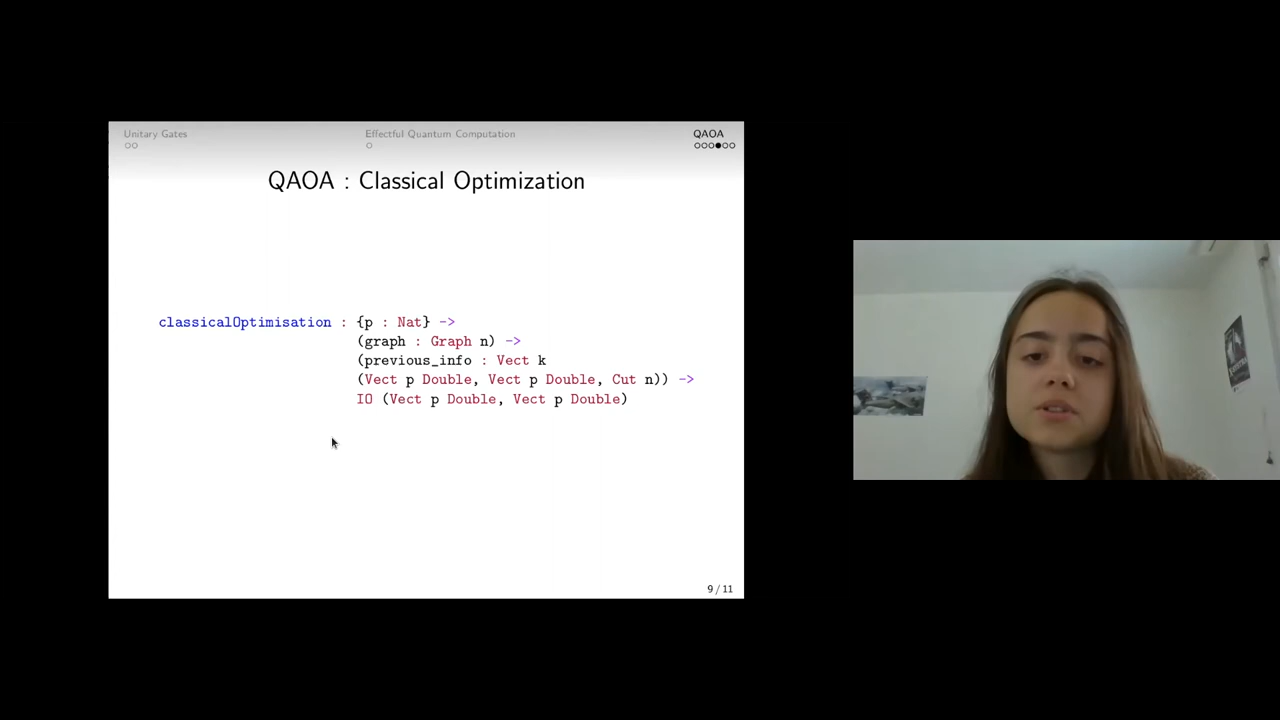 Unitary Gates
Effectful Quantum Computation
QAOA
QAOA : Classical Optimization
classicalOptimisation : {p : Nat} ->
(graph : Graph n) ->
(previous_info : Vect k
(Vect p Double, Vect p Double, Cut n)) ->
IO (Vect p Double, Vect p Double)
9 / 11